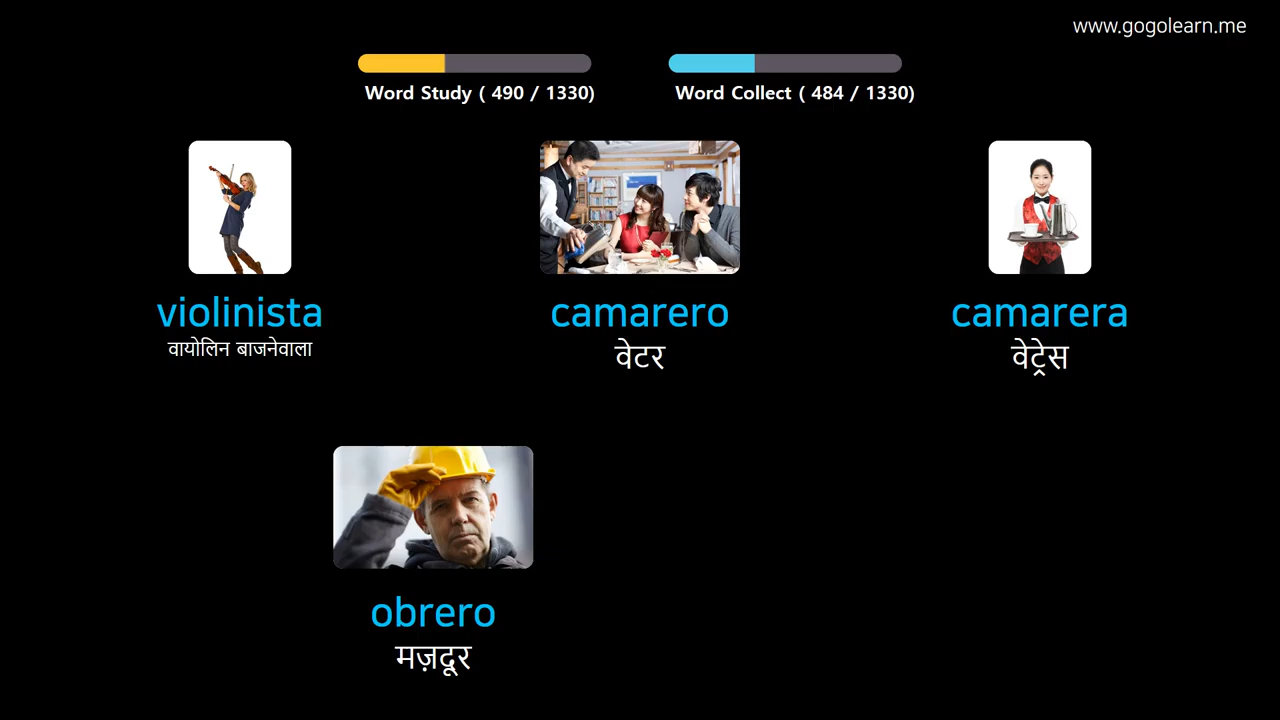 www.gogolearn.me
Word Study ( 490 / 1330)
Word Collect ( 484 / 1330)
violinista
camarero
camarera
वायोलिन बाजनेवाला
वेटर
वेट्रेस
obrero
मज़दूर